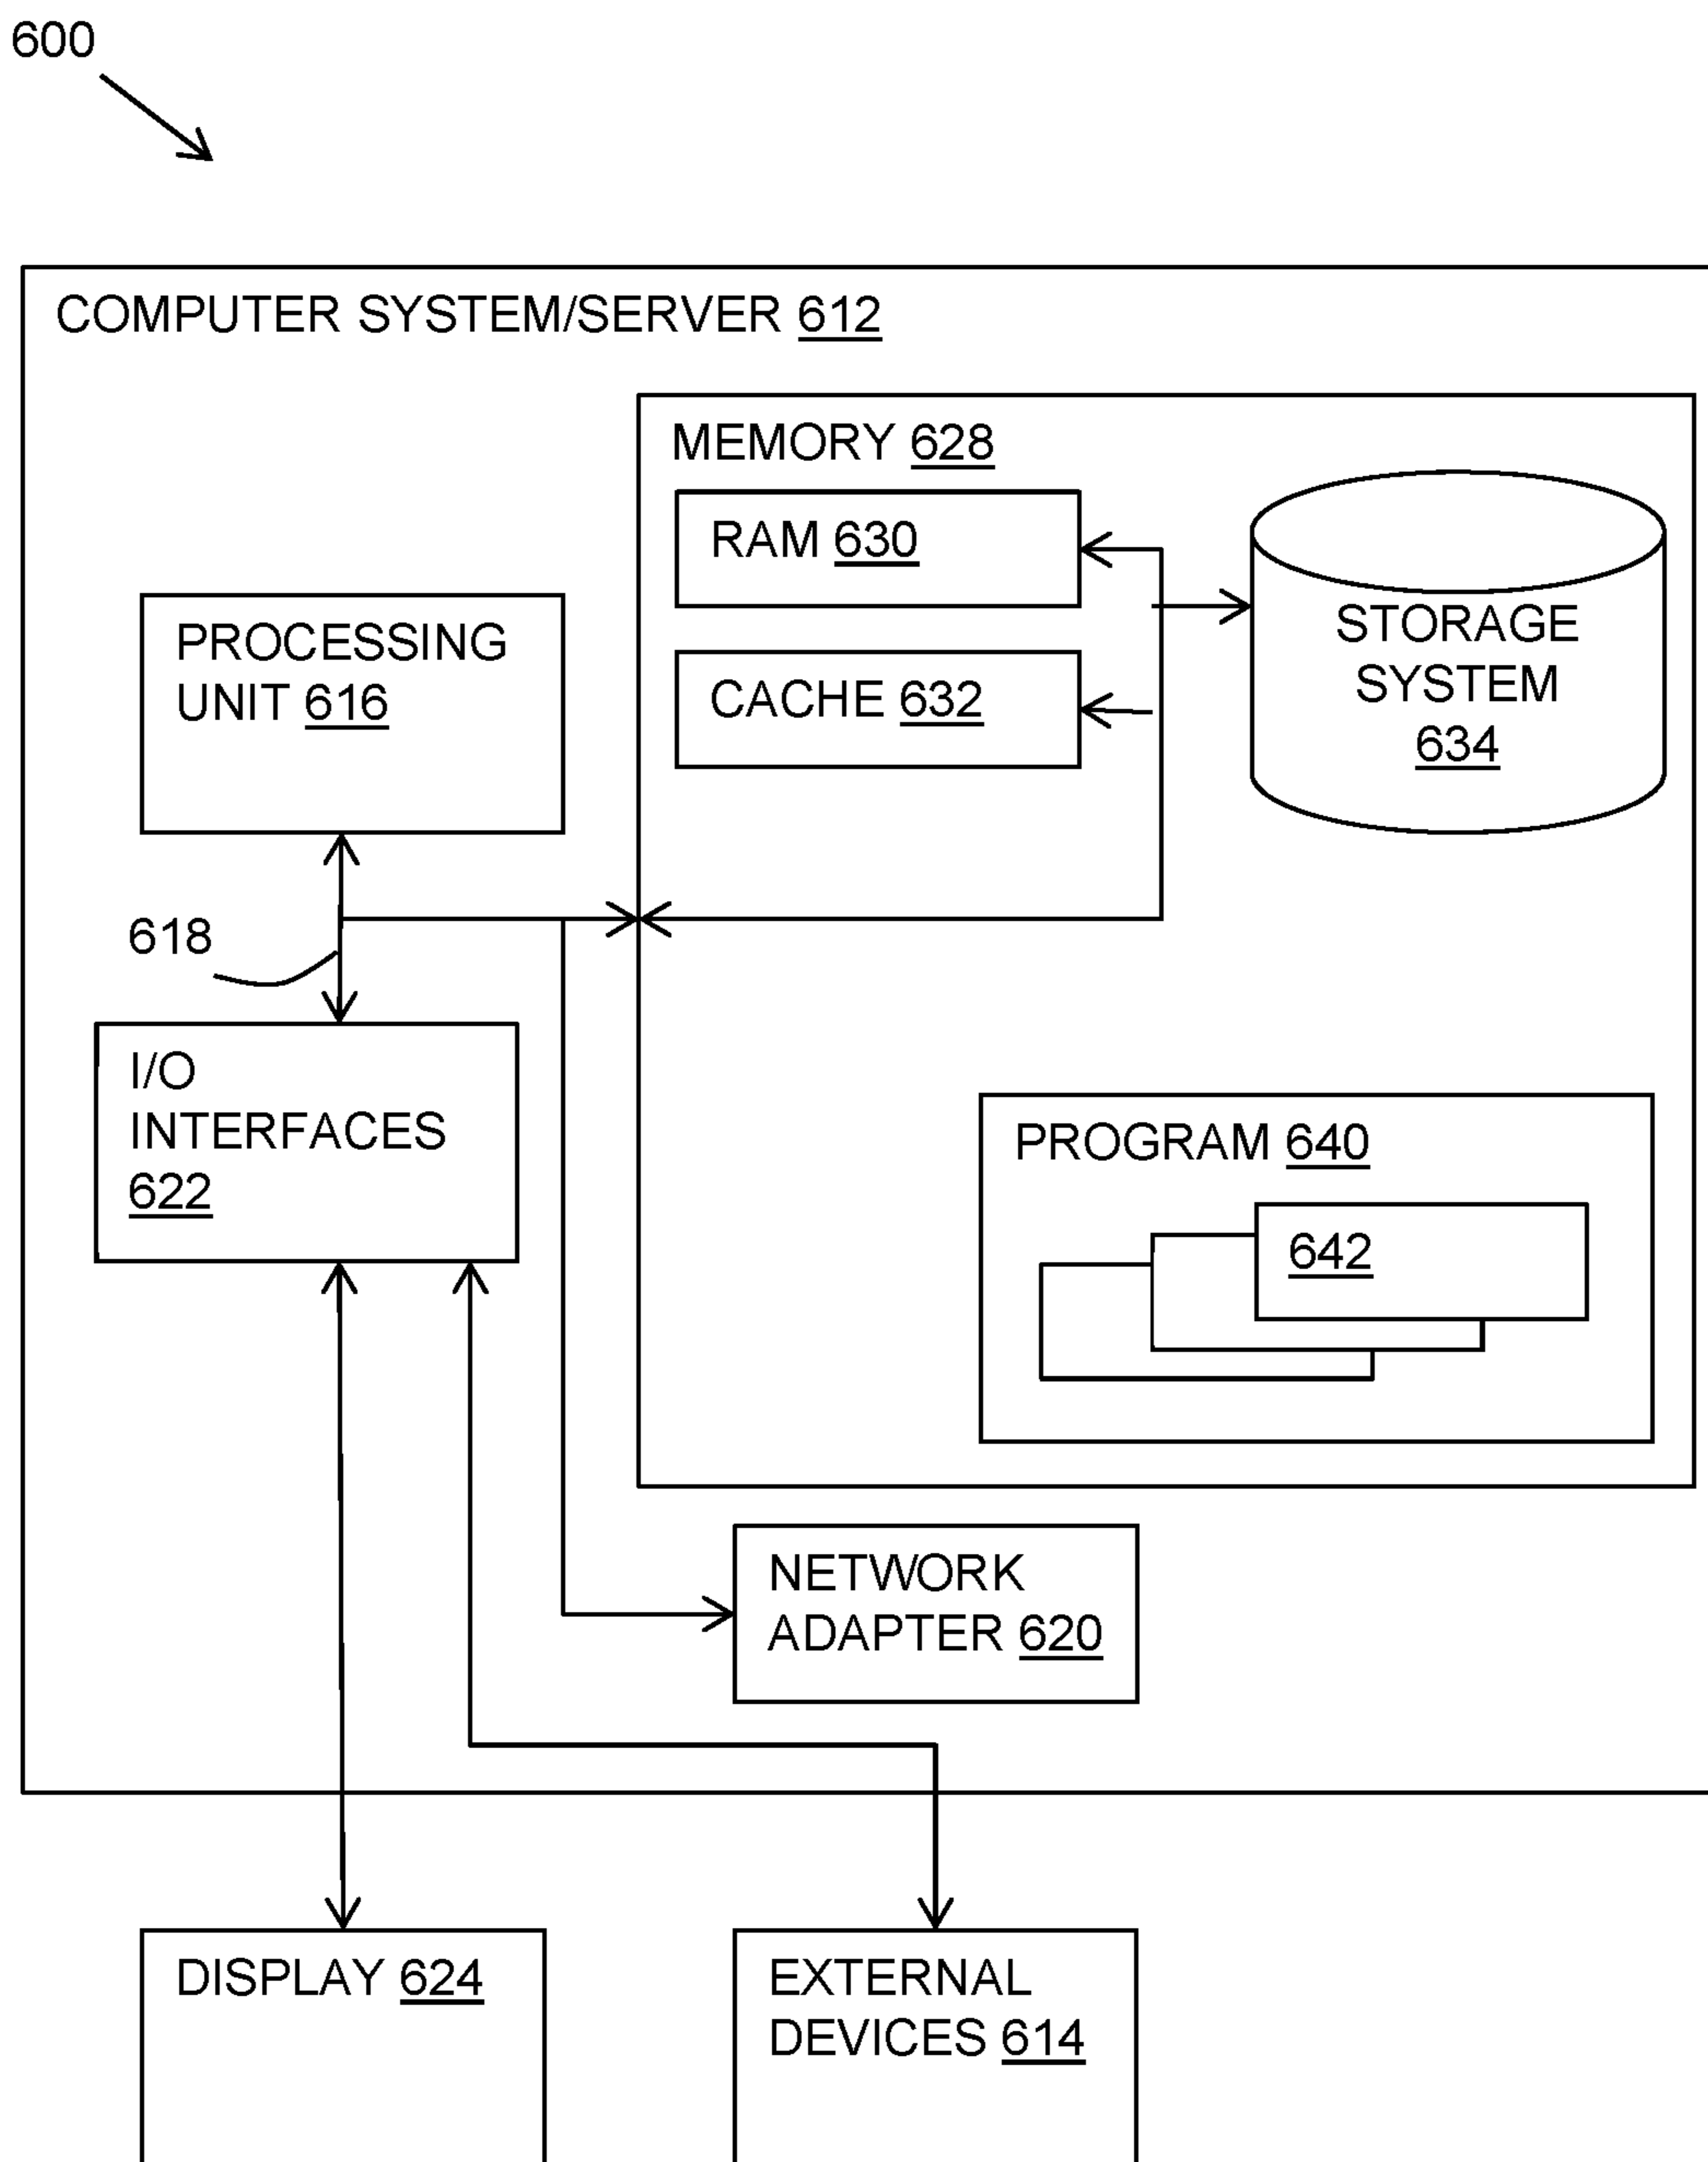 600
COMPUTER SYSTEM/SERVER 612
MEMORY 628
RAM 630
STORAGE
SYSTEM
634
PROCESSING
UNIT 616
CACHE 632
618
I/O
INTERFACES
622
PROGRAM 640
642
NETWORK
ADAPTER 620
DISPLAY 624
EXTERNAL
DEVICES 614